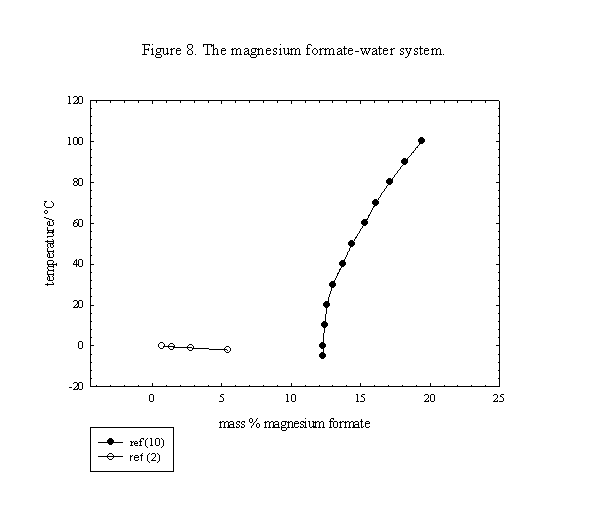 Figure 8. The magnesium formate-water system.
120
100
80
60
40
20
0
-20
temperature/ °C
0 5 10 15 20 25
mass % magnesium formate
ref (10)
ref (2)